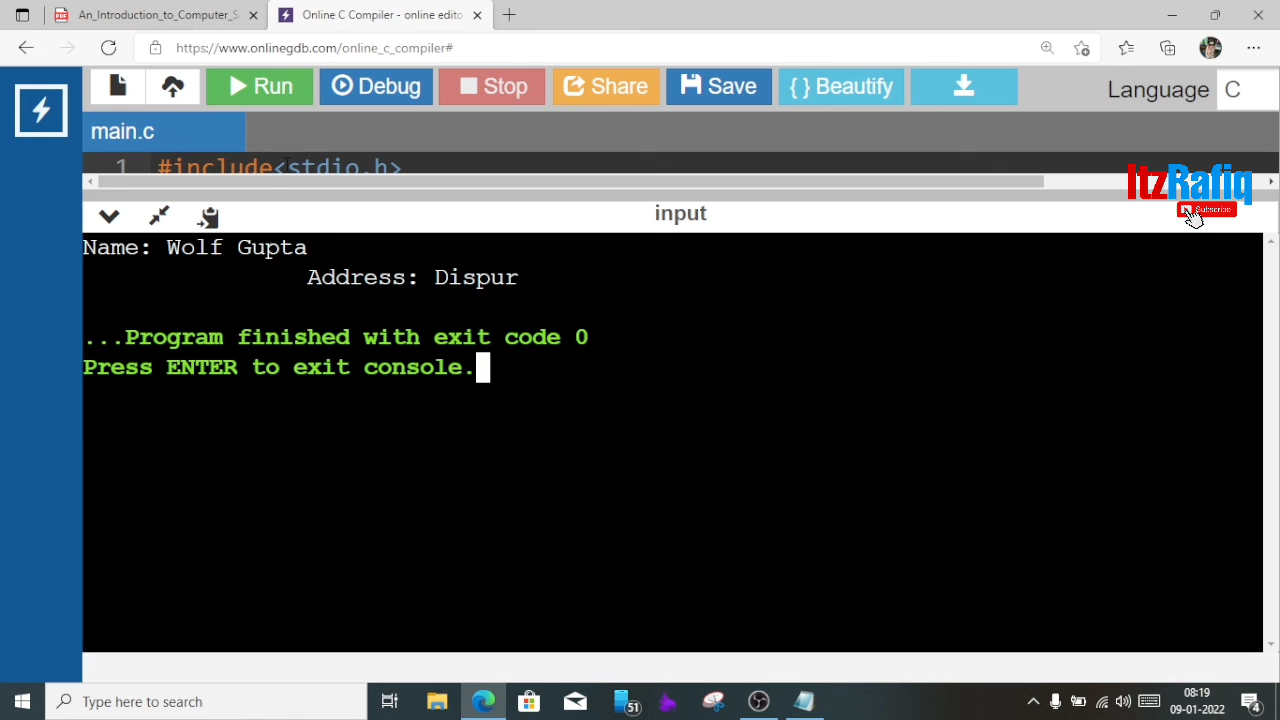 An_Introduction_to_Computer_S
Online C Compiler - online edito
https://www.onlinegdb.com/online_c_compiler#
Run Debug Stop Share Save { } Beautify Language C
main.c
1 #include<stdio.h>
ItzRafiq
Subscribe
input
Name: Wolf Gupta
Address: Dispur
...Program finished with exit code 0
Press ENTER to exit console.
Type here to search
51
08:19
09-01-2022
4